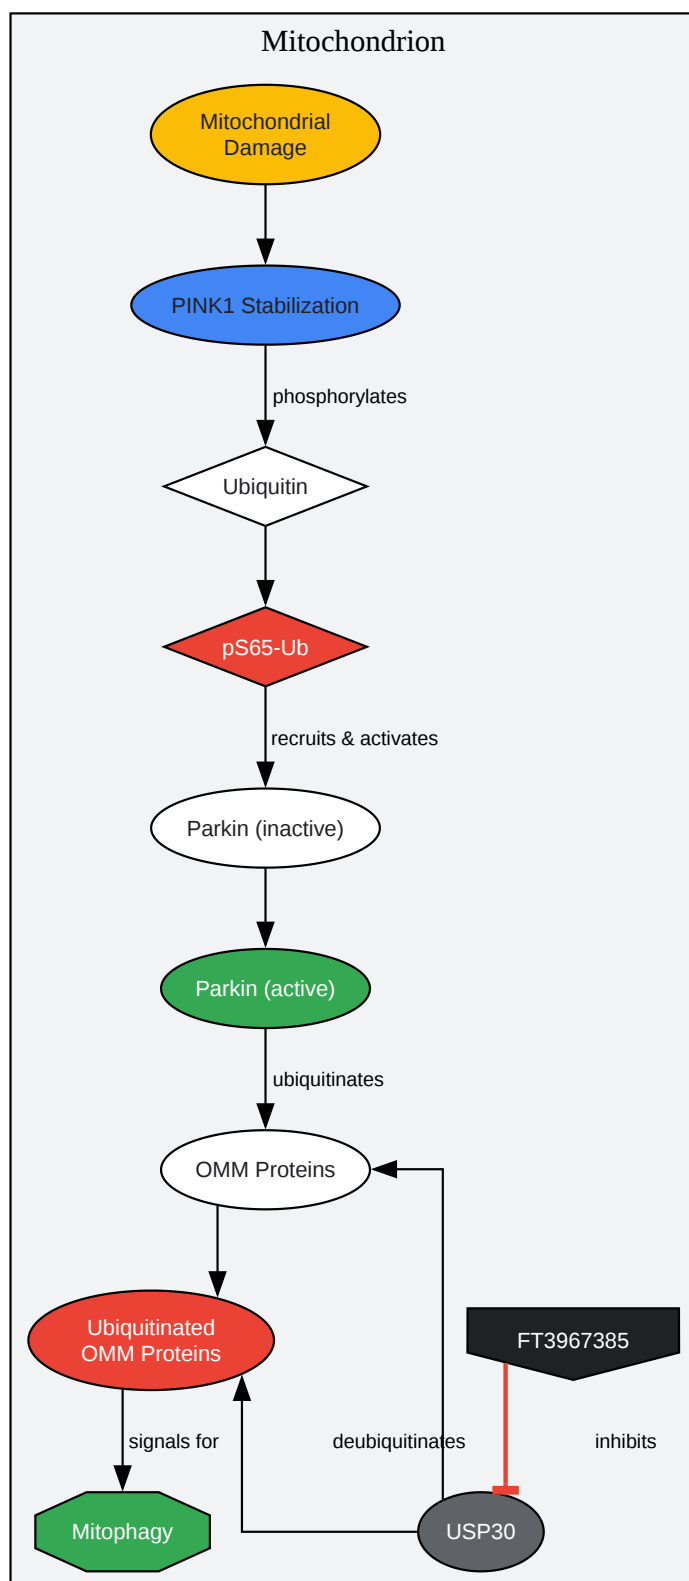 Mitochondrion
Mitochondrial
Damage
PINK1 Stabilization
phosphorylates
Ubiquitin
pS65-Ub
recruits & activates
Parkin (inactive)
Parkin (active)
ubiquitinates
OMM Proteins
Ubiquitinated
OMM Proteins
FT3967385
signals for
deubiquitinates
inhibits
Mitophagy
USP30